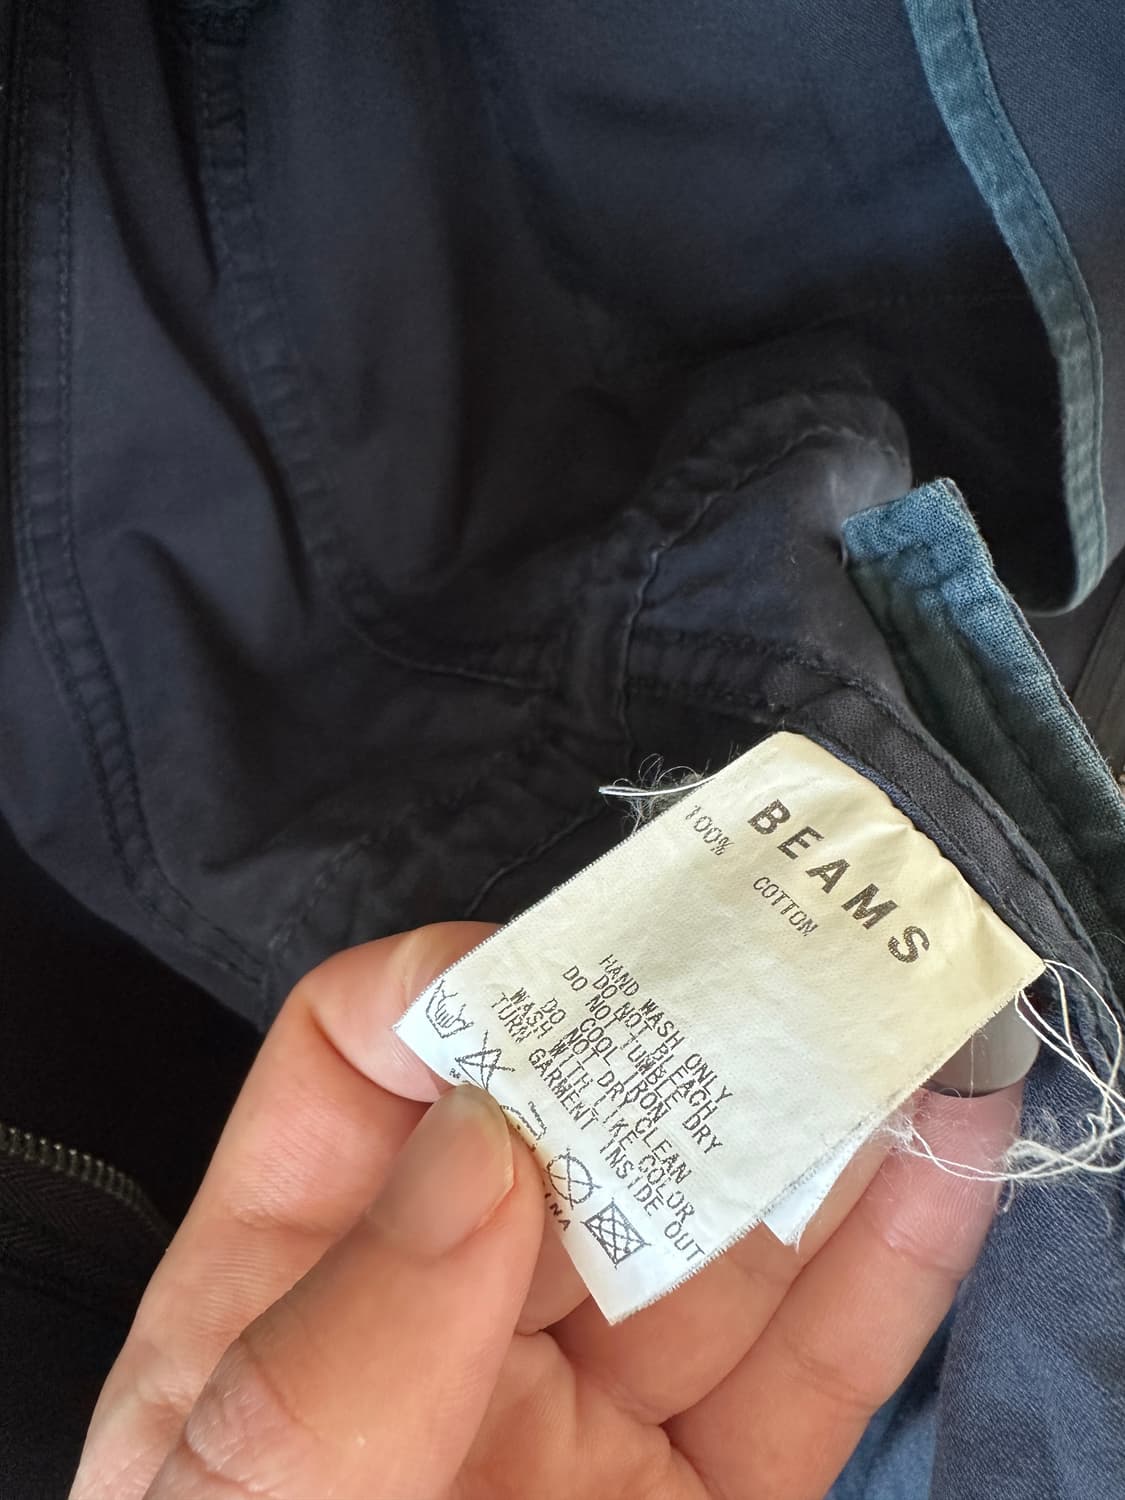 BEAMS
100% COTTON
HAND WASH ONLY
DO NOT BLEACH
DO NOT TUMBLE DRY
COOL IRON
DO NOT DRY CLEAN
WASH WITH LIKE COLOR
TURN GARMENT INSIDE OUT